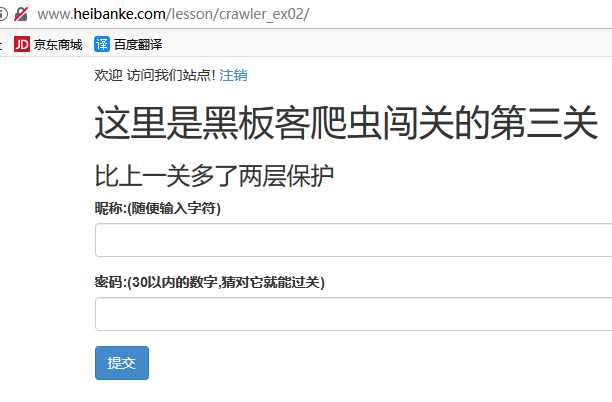 www.heibanke.com/lesson/crawler_ex02/
JD 京东商城 译 百度翻译
欢迎 访问我们站点! 注销
这里是黑板客爬虫闯关的第三关
比上一关多了两层保护
昵称:(随便输入字符)
密码:(30以内的数字,猜对它就能过关)
提交